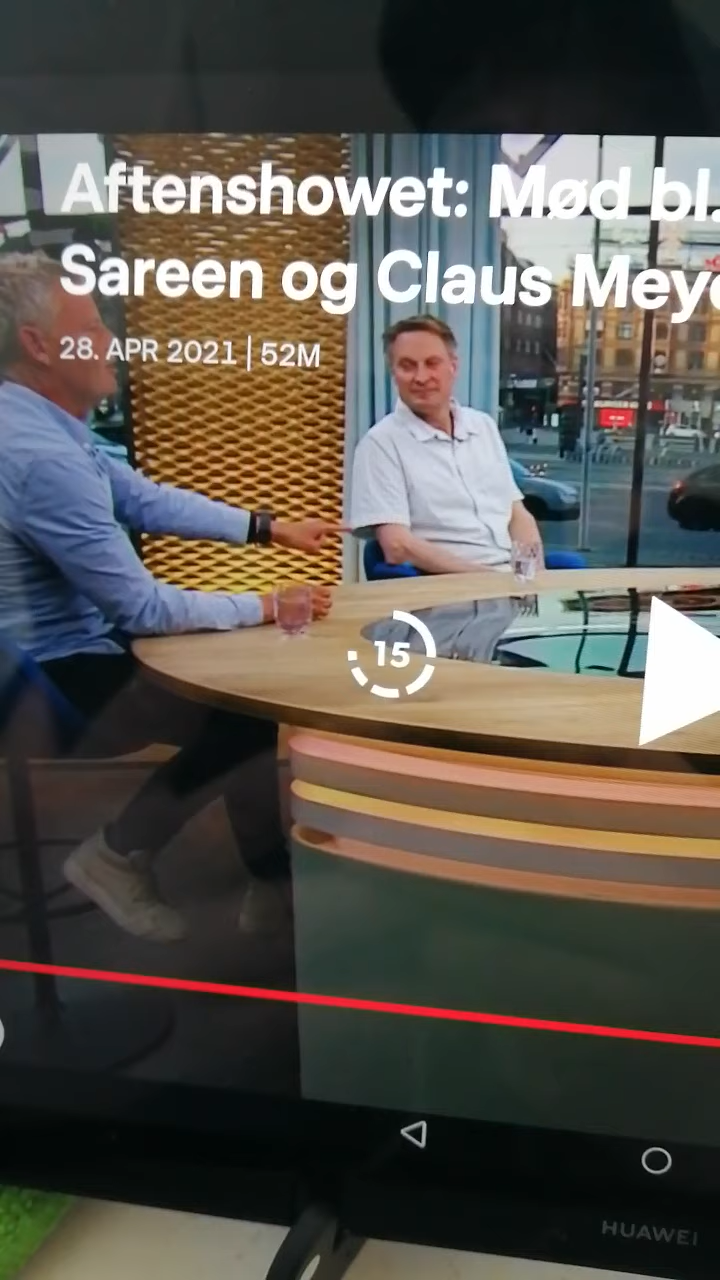 Aftenshowet: Mød bl.
Sareen og Claus Meye
28. APR 2021 | 52M
15
HUAWEI